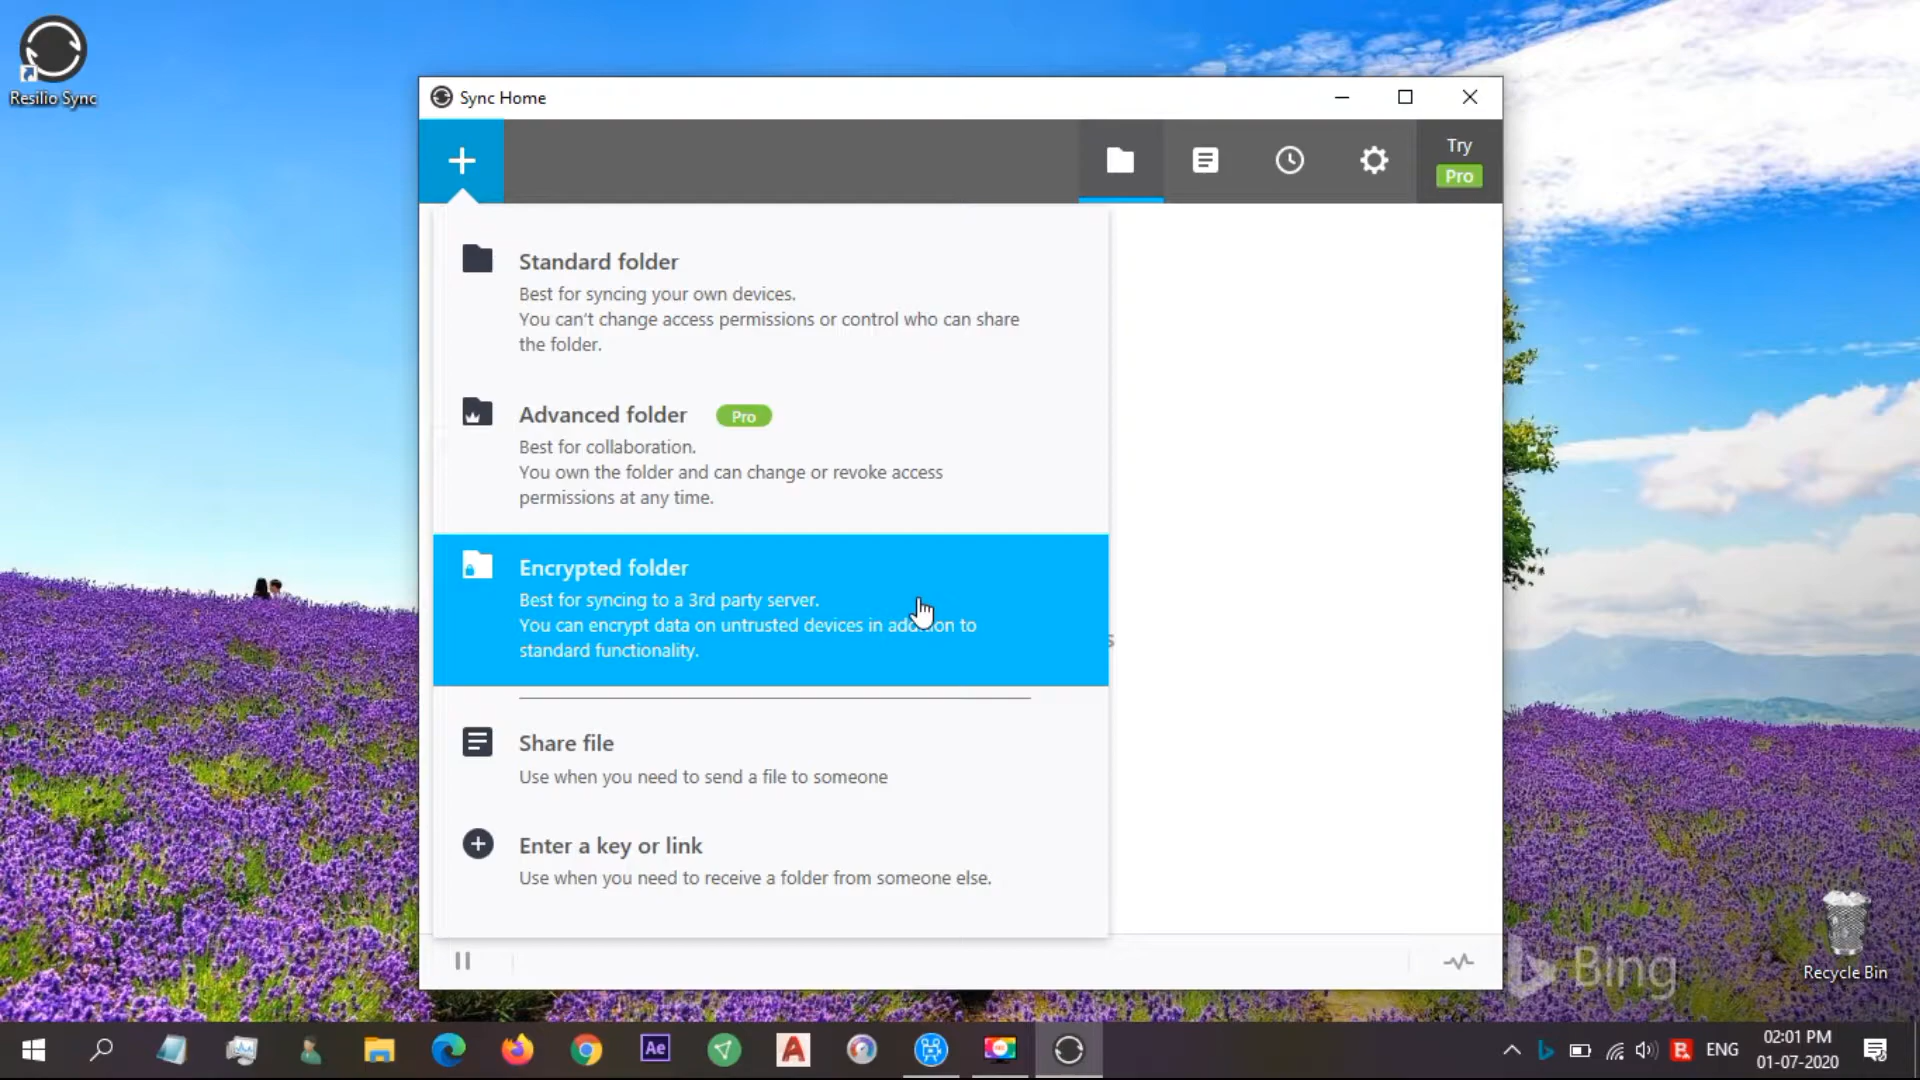 Resilio Sync
Sync Home
Try
Pro
Standard folder
Best for syncing your own devices.
You can't change access permissions or control who can share
the folder.
Advanced folder Pro
Best for collaboration.
You own the folder and can change or revoke access
permissions at any time.
Encrypted folder
Best for syncing to a 3rd party server.
You can encrypt data on untrusted devices in addition to
standard functionality.
s
Share file
Use when you need to send a file to someone
Enter a key or link
Use when you need to receive a folder from someone else.
Bing
Recycle Bin
Ae
ENG
02:01 PM
01-07-2020